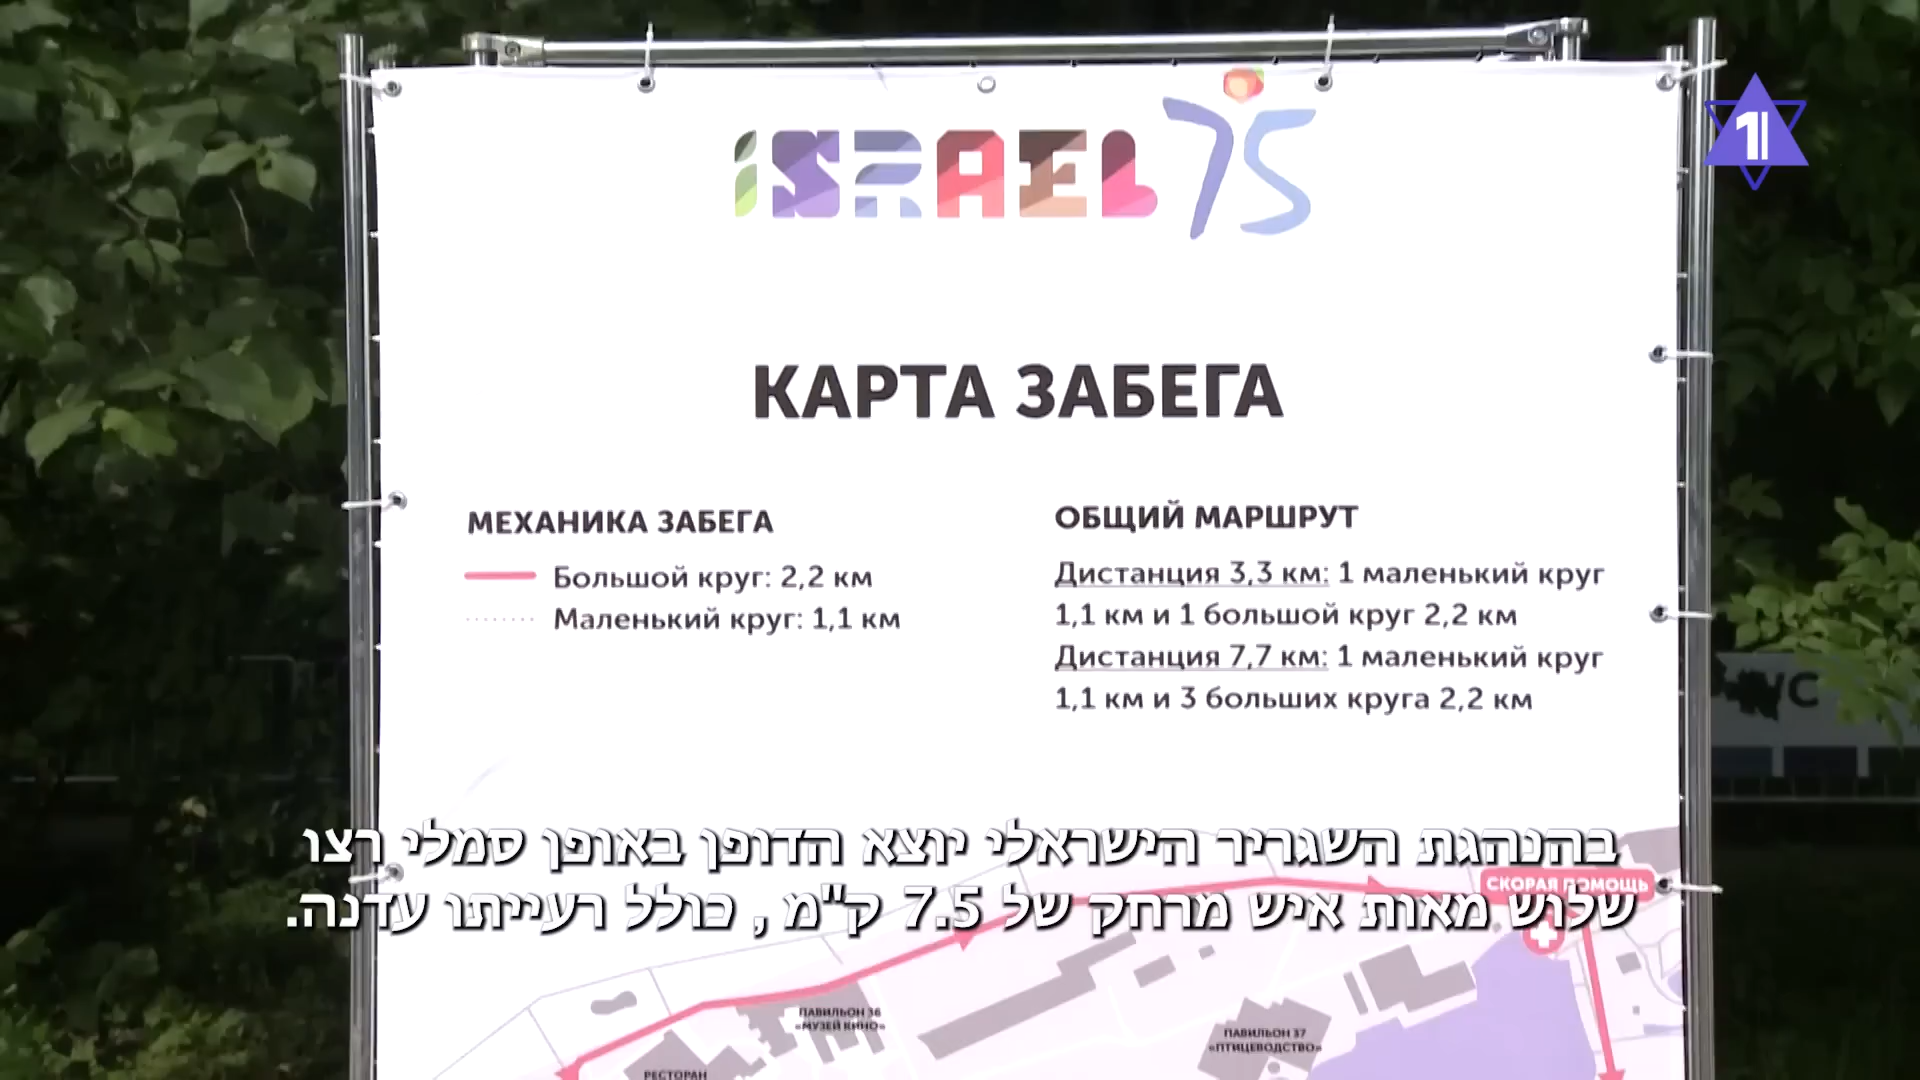 ISRAEL 75
1
КАРТА ЗАБЕГА
МЕХАНИКА ЗАБЕГА
Большой круг: 2,2 км
Маленький круг: 1,1 км
ОБЩИЙ МАРШРУТ
Дистанция 3,3 км: 1 маленький круг
1,1 км и 1 большой круг 2,2 км
Дистанция 7,7 км: 1 маленький круг
1,1 км и 3 больших круга 2,2 км
WC
בהנהגת השגריר הישראלי יוצא הדופן באופן סמלי רצו
שלוש מאות איש מרחק של 7.5 ק"מ , כולל רעייתו עדנה.
СКОРАЯ ПОМОЩЬ
ПАВИЛЬОН 36
«МУЗЕЙ КИНО»
ПАВИЛЬОН 37
«ПТИЦЕВОДСТВО»
РЕСТОРАН